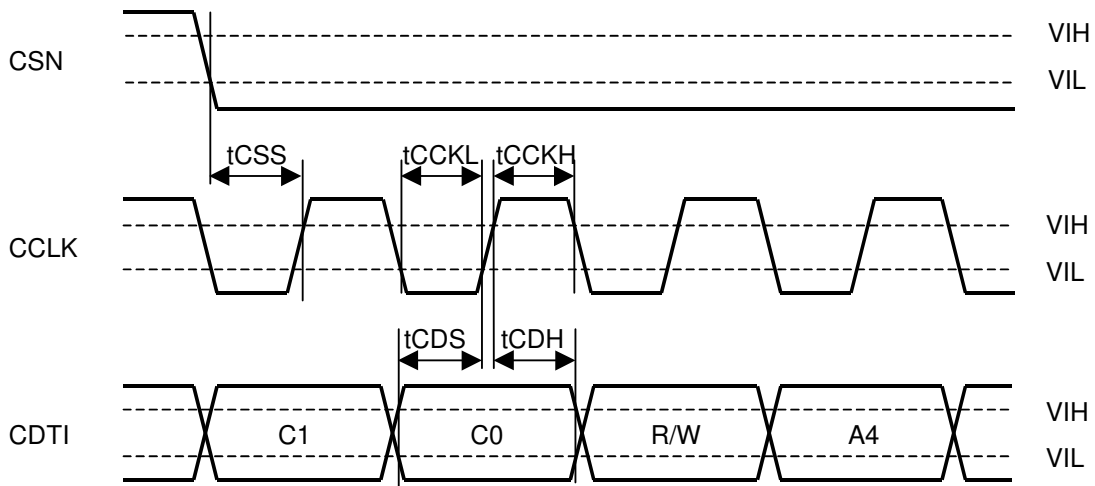 CSN
VIH
VIL
tCSS
tCCKL
tCCKH
CCLK
VIH
VIL
tCDS
tCDH
CDTI
C1
C0
R/W
A4
VIH
VIL